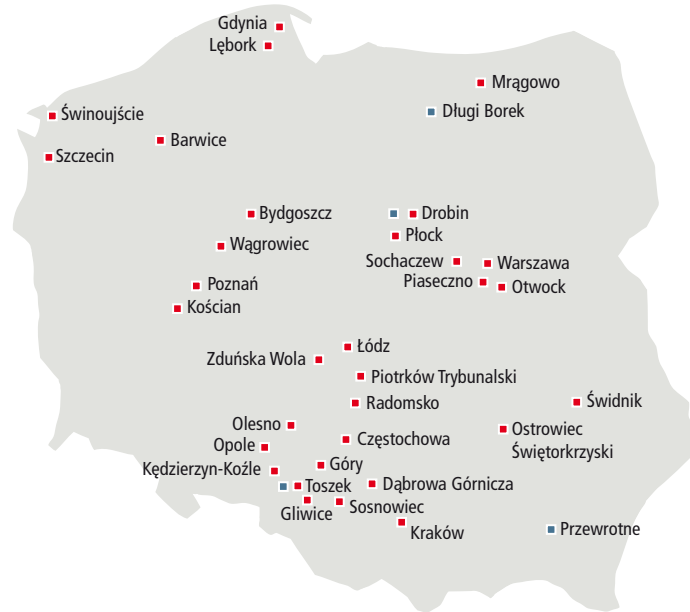 Gdynia
Lębork
Mrągowo
Długi Borek
Świnoujście
Barwice
Szczecin
Bydgoszcz
Drobin
Płock
Wągrowiec
Sochaczew
Warszawa
Piaseczno
Otwock
Poznań
Kościan
Łódz
Zduńska Wola
Piotrków Trybunalski
Radomsko
Świdnik
Olesno
Ostrowiec
Świętorkrzyski
Częstochowa
Opole
Kędzierzyn-Koźle
Góry
Toszek
Dąbrowa Górnicza
Gliwice
Sosnowiec
Kraków
Przewrotne